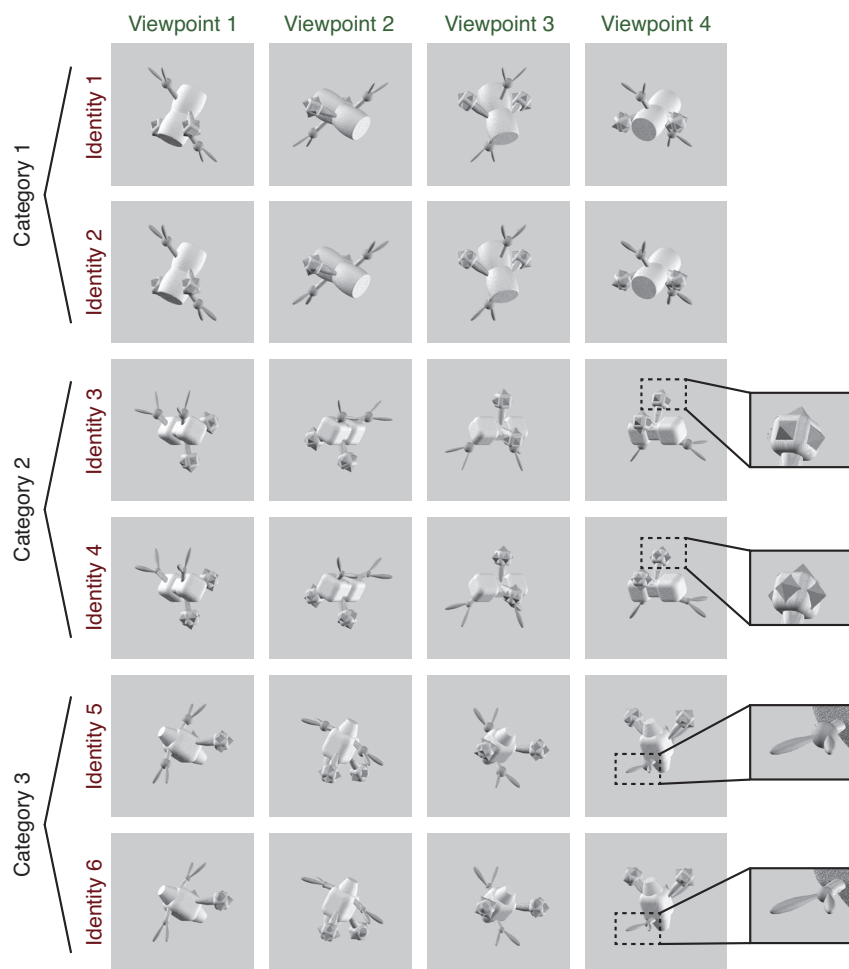 Viewpoint 1 Viewpoint 2 Viewpoint 3 Viewpoint 4
Category 1
Identity 1
Identity 2
Category 2
Identity 3
Identity 4
Category 3
Identity 5
Identity 6